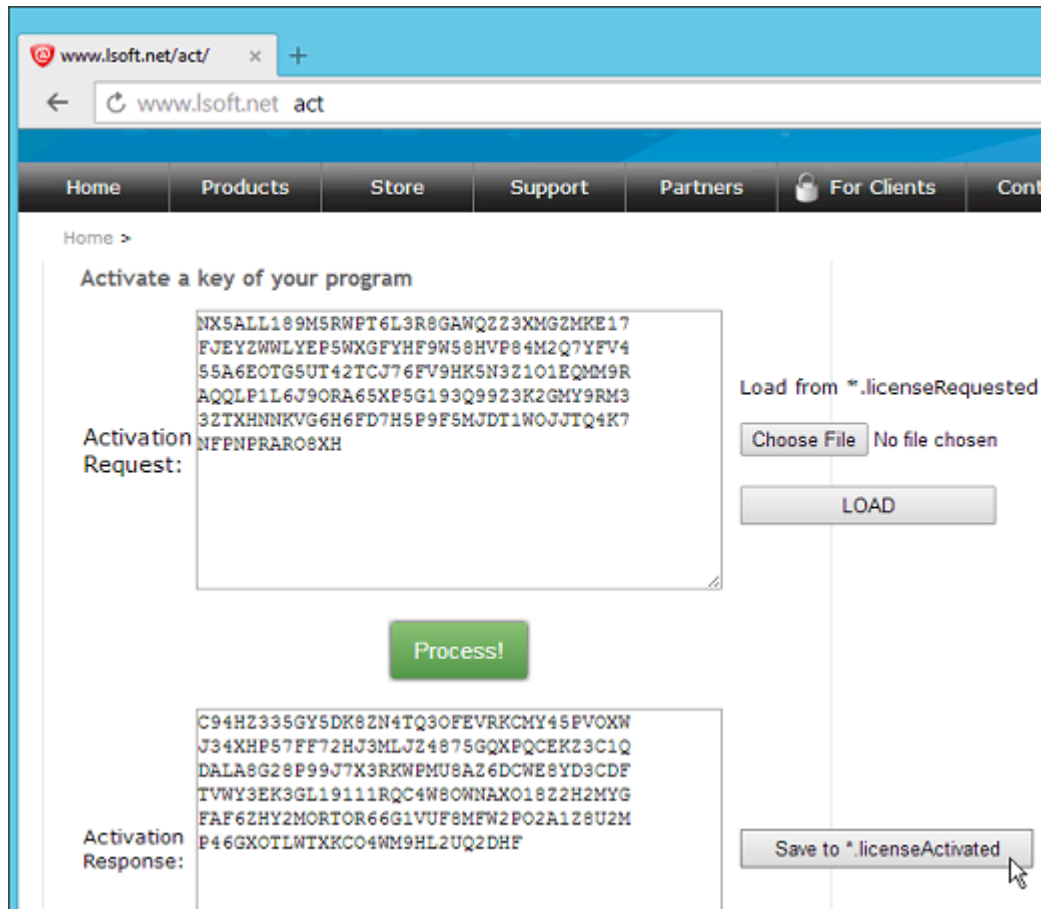 www.lsoft.net/act/
www.lsoft.net act
Home Products Store Support Partners For Clients Cont
Home >
Activate a key of your program
NX5ALL189M5RWPT6L3R8GAWQZZ3XMGZMKE17
FJEYZWWLYEP5WXGFYHF9W58HVP84M2Q7YFV4
55A6EOTG5UT42TCJ76FV9HK5N3Z1O1EQMM9R
AQQLP1L6J9ORA65XP5G193Q99Z3K2GMY9RM3
3ZTXHNNKVG6H6FD7H5P9F5MJDT1WOJJTQ4K7
NFPNPRARO8XH
Activation
Request:
Load from *.licenseRequested
Choose File No file chosen
LOAD
Process!
C94HZ335GY5DK8ZN4TQ3OFEVRKCMY45PVOXW
J34XHP57FF72HJ3MLJZ4875GQXPQCEKZ3C1Q
DALA8G28P99J7X3RKWPMU8AZ6DCWE8YD3CDF
TVWY3EK3GL19111RQC4W8OWNAXO18Z2H2MYG
FAF6ZHY2MORTOR66G1VUF8MFW2PO2A1Z8U2M
P46GXOTLWTXKCO4WM9HL2UQ2DHF
Activation
Response:
Save to *.licenseActivated